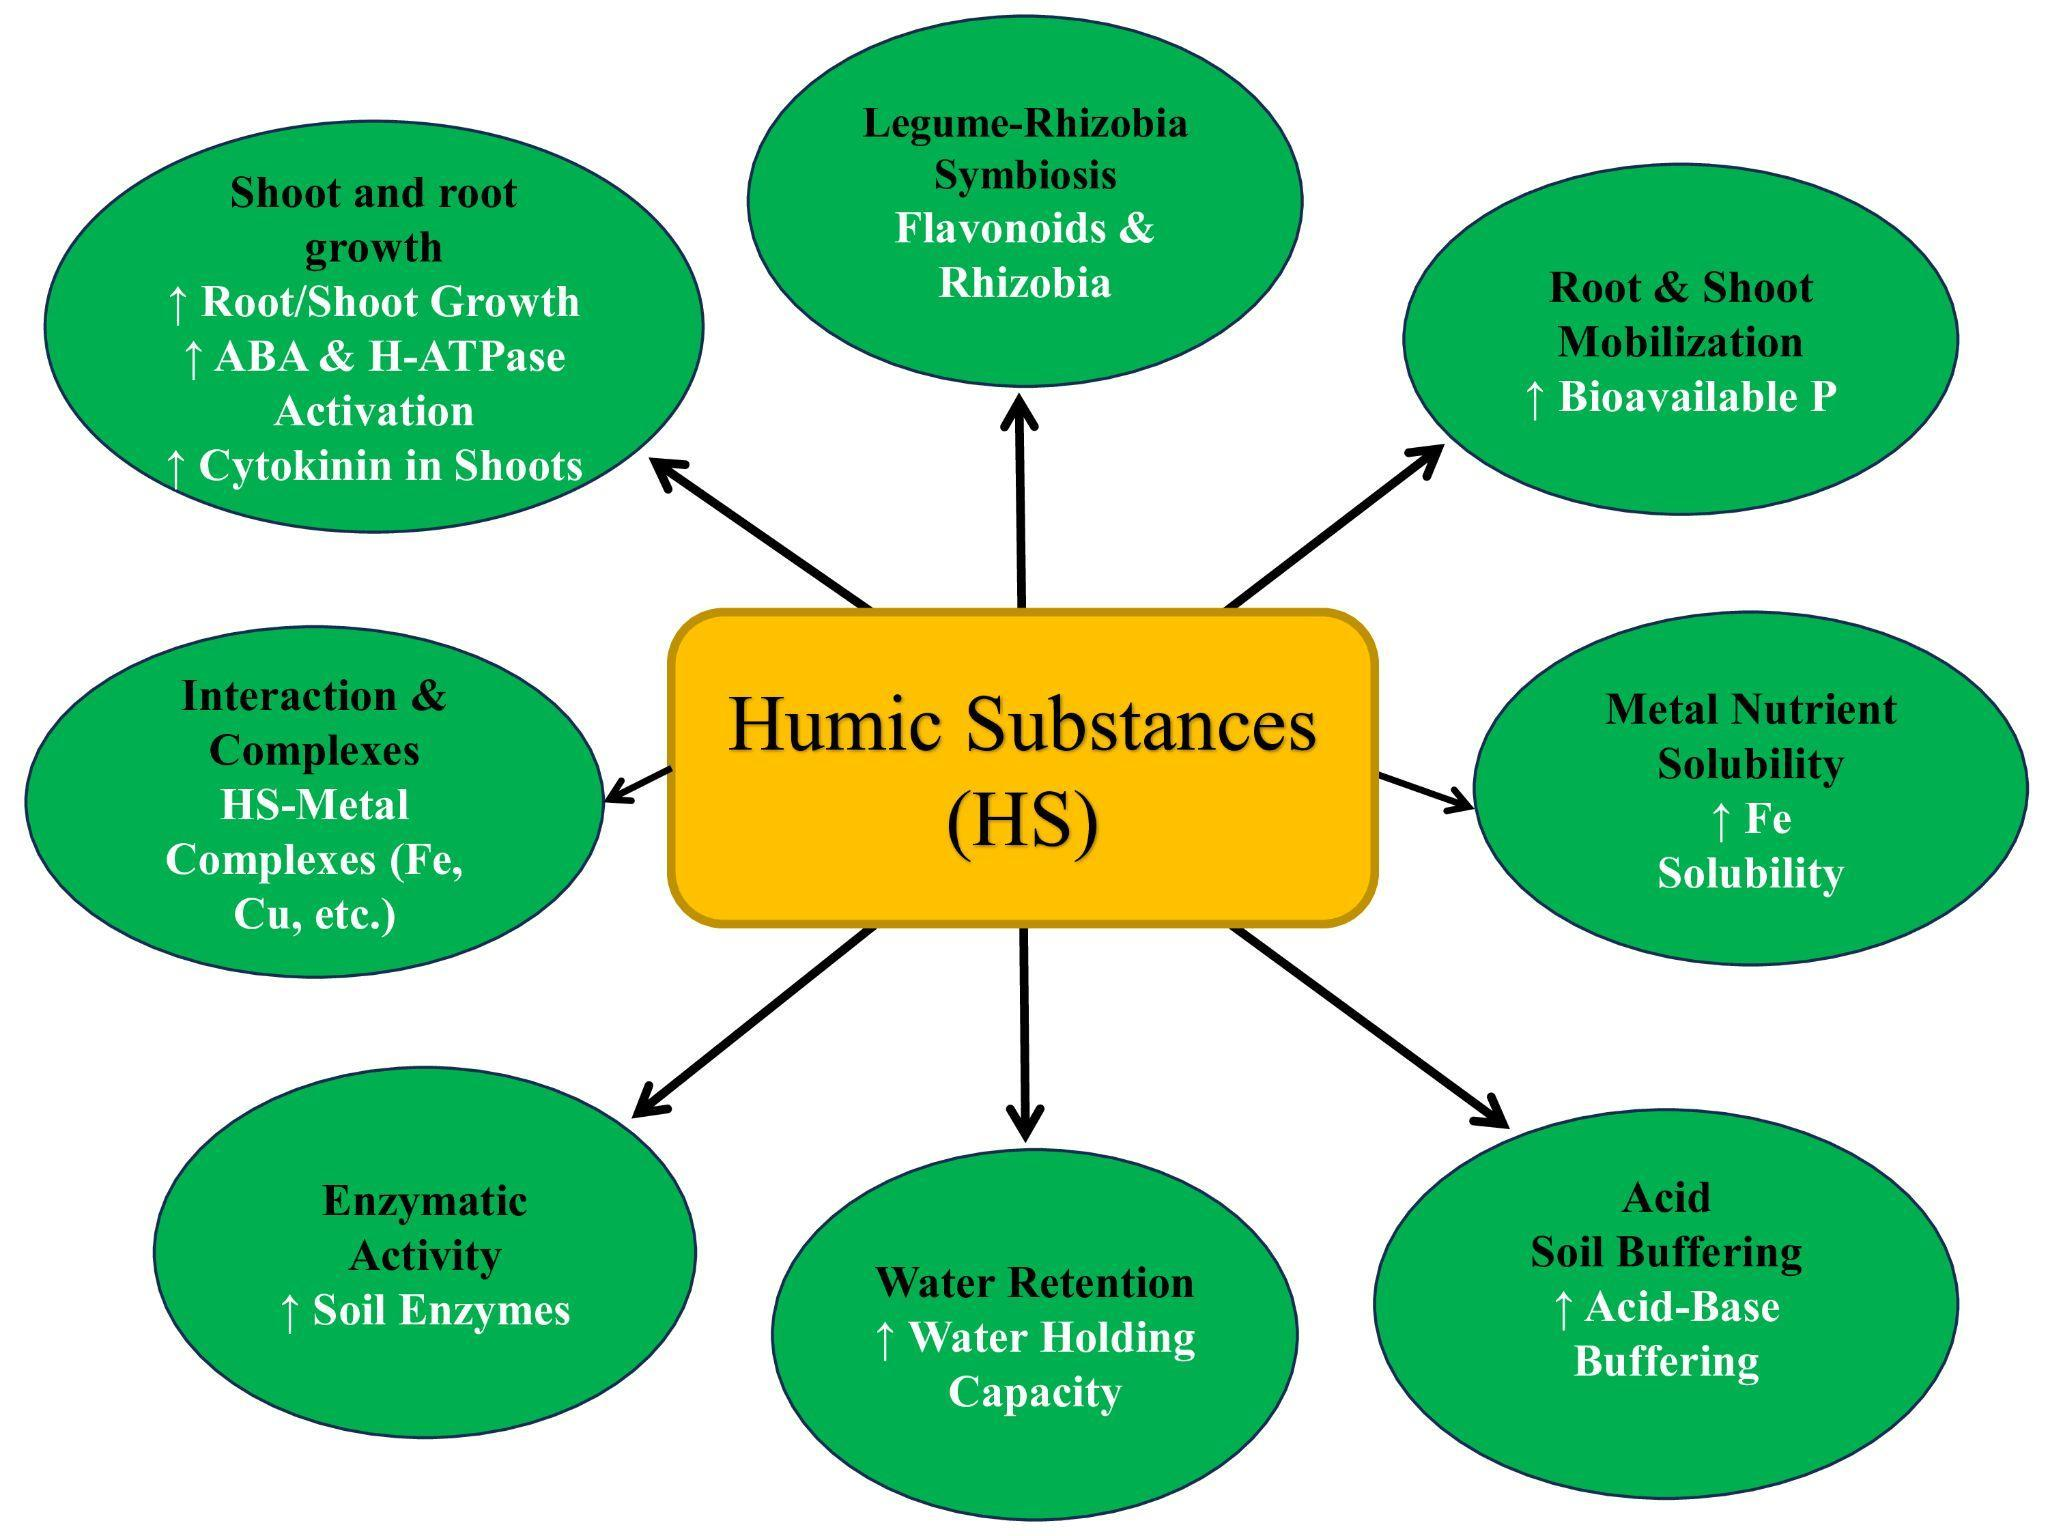 Legume-Rhizobia
Symbiosis
Flavonoids &
Rhizobia
Shoot and root
growth
↑ Root/Shoot Growth
↑ ABA & H-ATPase
Activation
↑ Cytokinin in Shoots
Root & Shoot
Mobilization
↑ Bioavailable P
Interaction &
Complexes
HS-Metal
Complexes (Fe,
Cu, etc.)
Humic Substances
(HS)
Metal Nutrient
Solubility
↑ Fe
Solubility
Enzymatic
Activity
↑ Soil Enzymes
Water Retention
↑ Water Holding
Capacity
Acid
Soil Buffering
↑ Acid-Base
Buffering